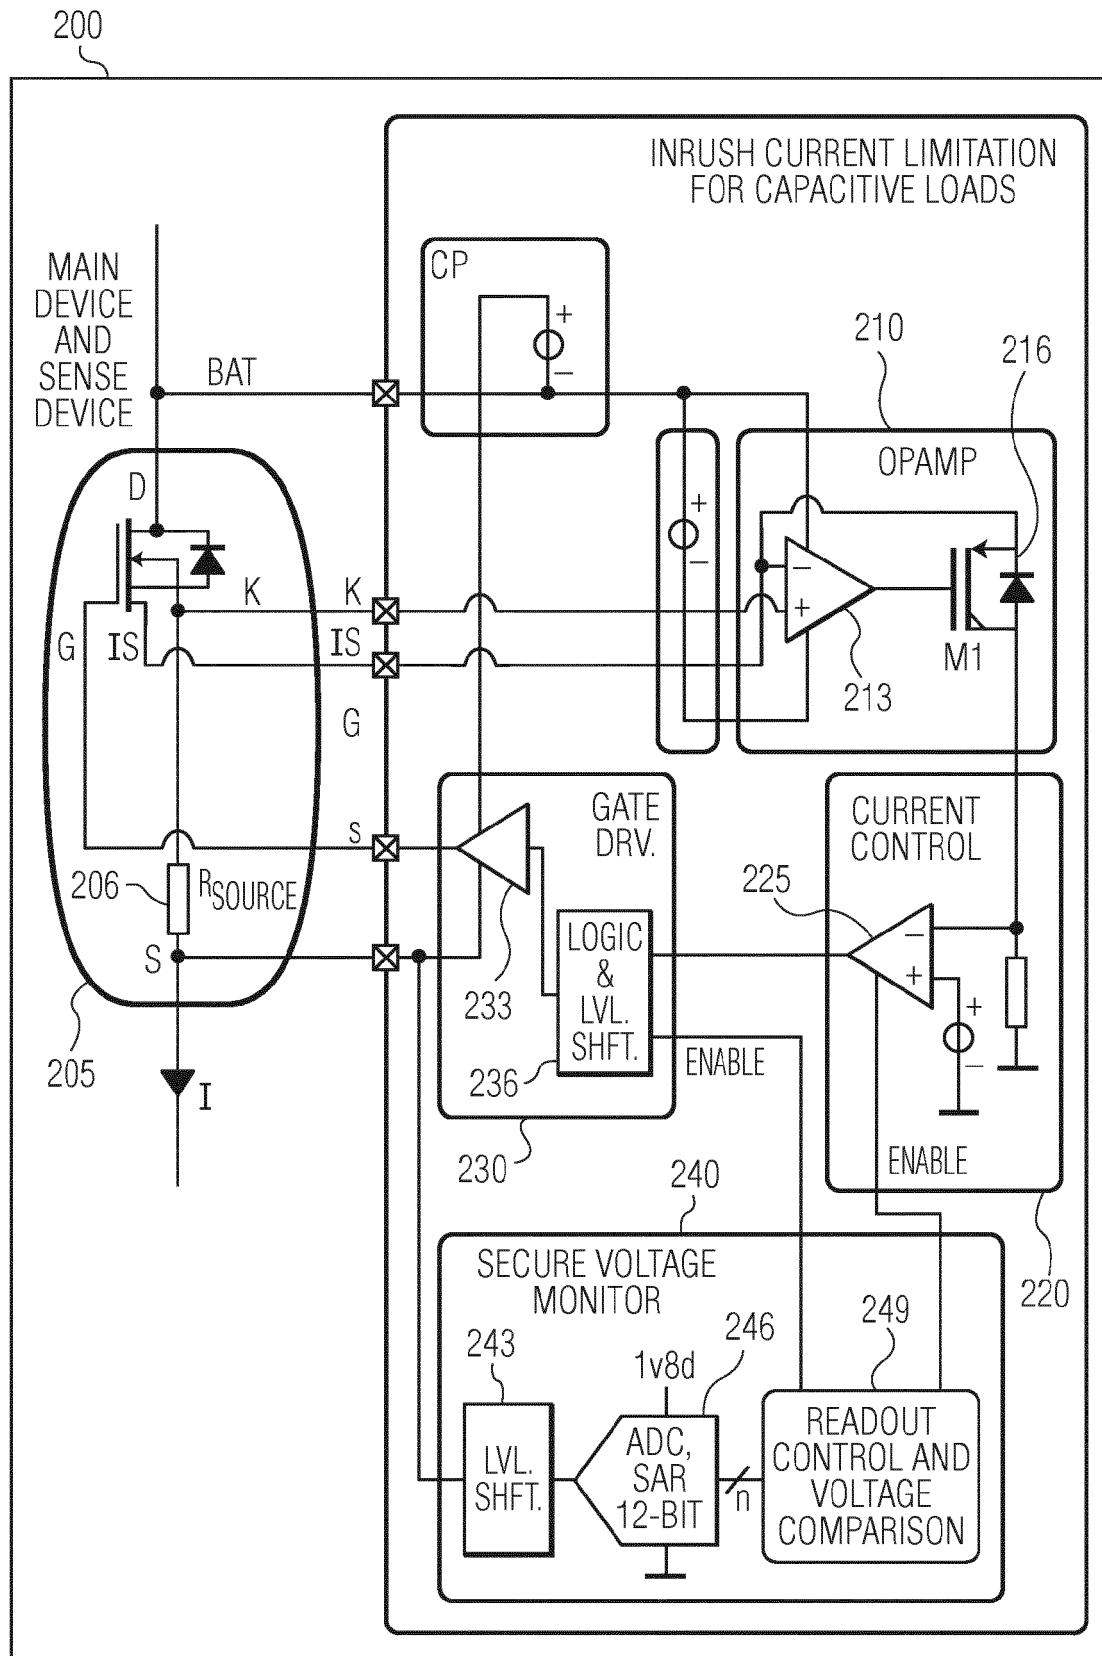 200
INRUSH CURRENT LIMITATION
FOR CAPACITIVE LOADS
MAIN
DEVICE
AND
SENSE
DEVICE
CP
+
−
BAT
210
216
OPAMP
D
+
−
−
+
K
K
G
IS
IS
M1
213
G
GATE
DRV.
CURRENT
CONTROL
s
206
RSOURCE
225
−
+
S
LOGIC
&
LVL.
SHFT.
233
+
−
236
ENABLE
205
I
230
ENABLE
240
SECURE VOLTAGE
MONITOR
220
243
246
249
1v8d
LVL.
SHFT.
ADC,
SAR
12-BIT
n
READOUT
CONTROL AND
VOLTAGE
COMPARISON